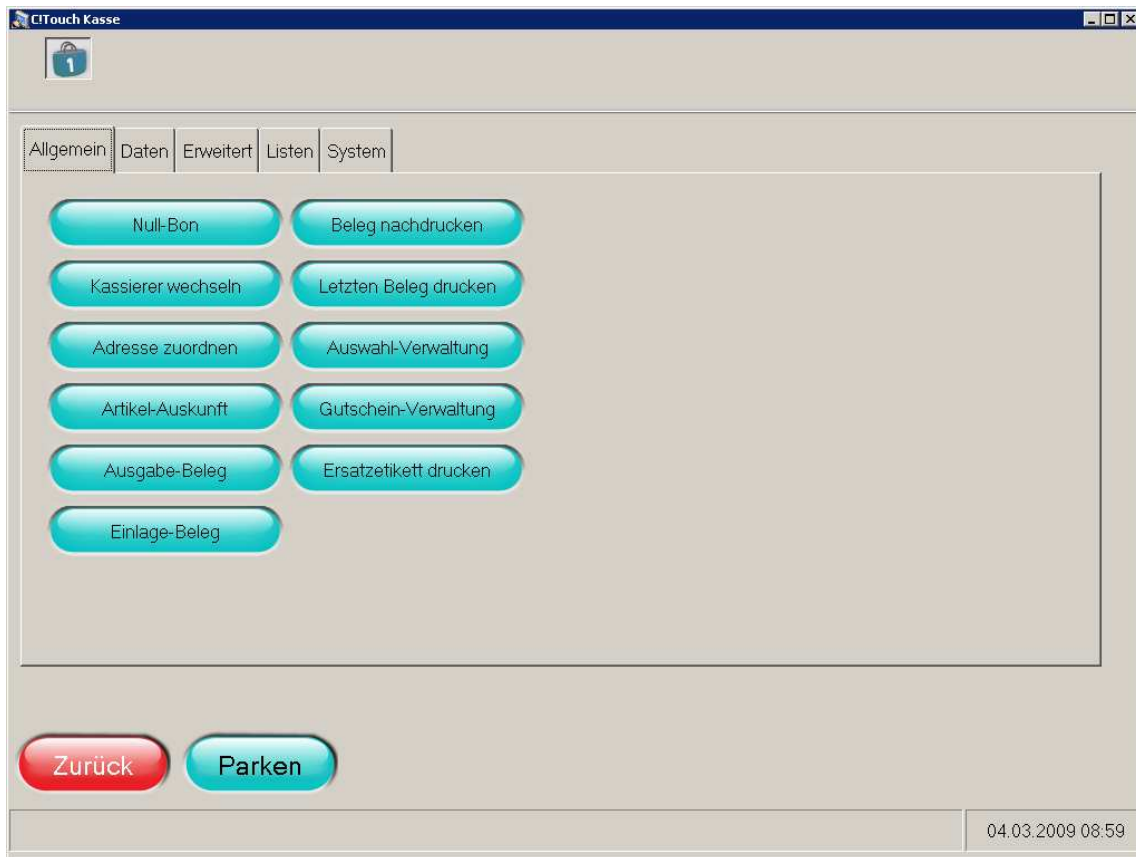 C!Touch Kasse
1
Allgemein Daten Erweitert Listen System
Null-Bon Beleg nachdrucken
Kassierer wechseln Letzten Beleg drucken
Adresse zuordnen Auswahl-Verwaltung
Artikel-Auskunft Gutschein-Verwaltung
Ausgabe-Beleg Ersatzetikett drucken
Einlage-Beleg
Zurück Parken
04.03.2009 08:59